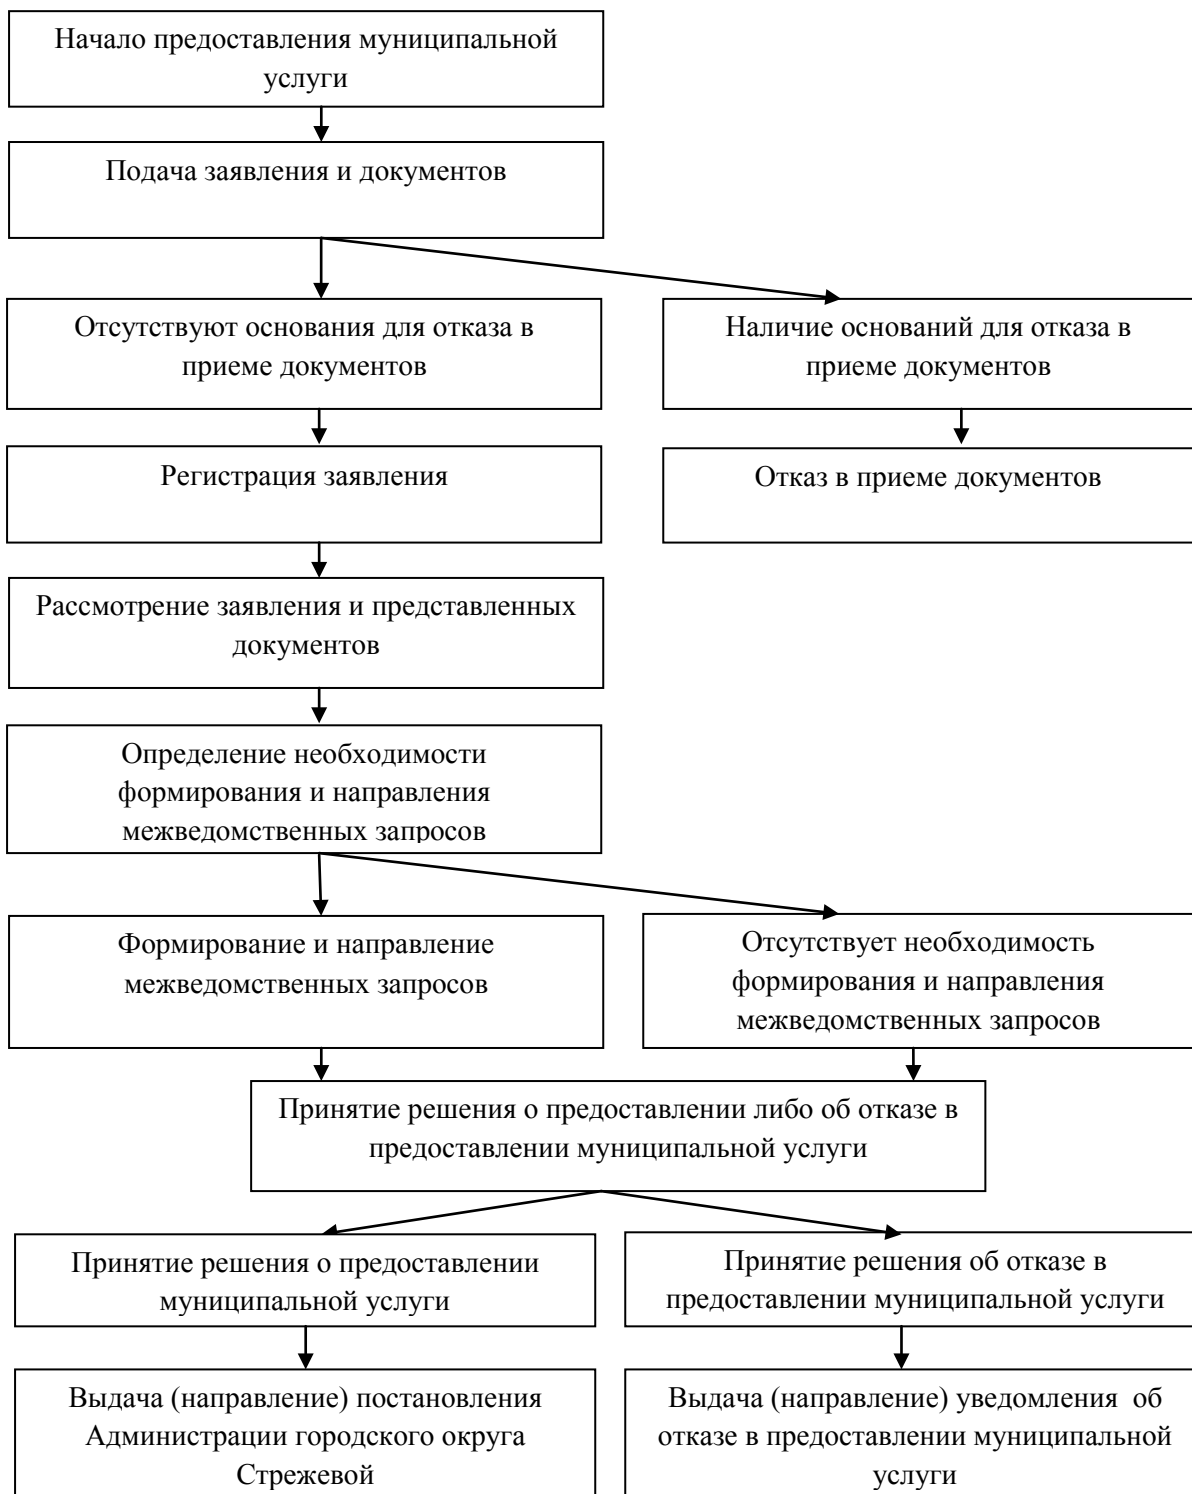 Начало предоставления муниципальной
услуги
Подача заявления и документов
Отсутствуют основания для отказа в
приеме документов
Наличие оснований для отказа в
приеме документов
Регистрация заявления
Отказ в приеме документов
Рассмотрение заявления и представленных
документов
Определение необходимости
формирования и направления
межведомственных запросов
Формирование и направление
межведомственных запросов
Отсутствует необходимость
формирования и направления
межведомственных запросов
Принятие решения о предоставлении либо об отказе в
предоставлении муниципальной услуги
Принятие решения о предоставлении
муниципальной услуги
Принятие решения об отказе в
предоставлении муниципальной услуги
Выдача (направление) постановления
Администрации городского округа
Стрежевой
Выдача (направление) уведомления об
отказе в предоставлении муниципальной
услуги